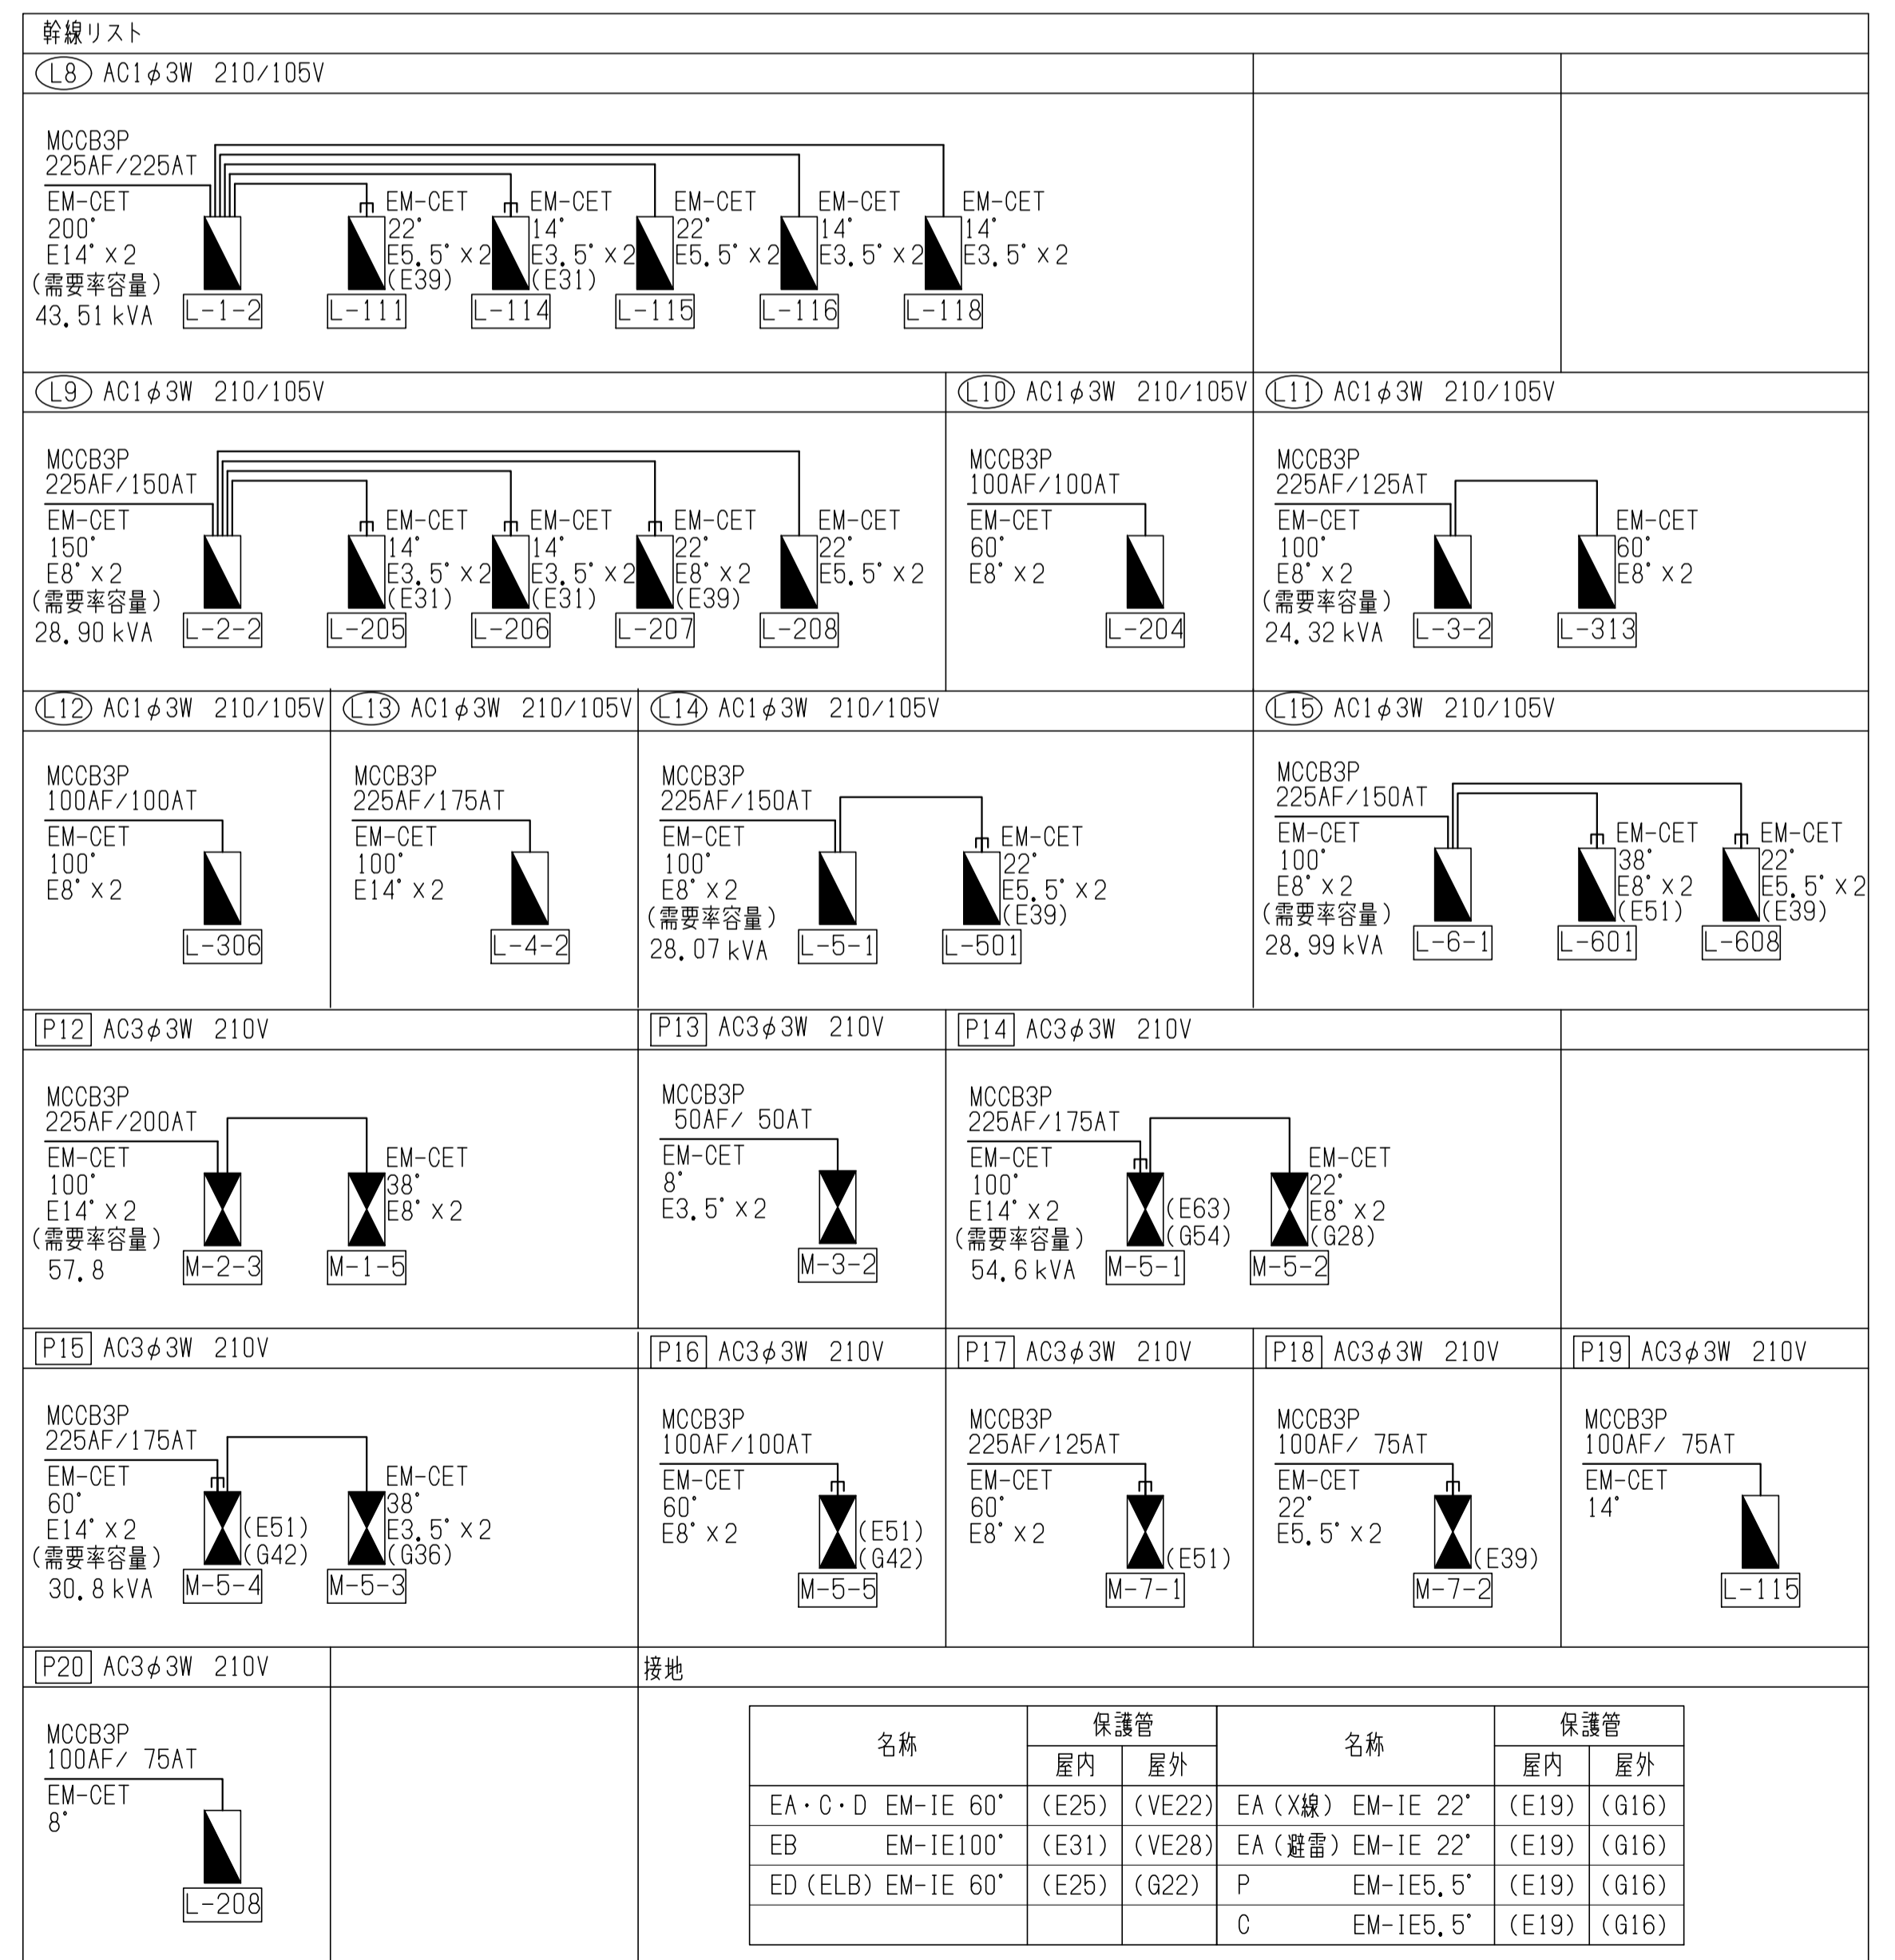 幹線リスト
L8 AC1φ3W 210/105V
MCCB3P
225AF/225AT
EM-CET
200°
E14°×2
(需要率容量)
43.51kVA
L-1-2
EM-CET
22°
E5.5°×2
(E39)
L-111
EM-CET
14°
E3.5°×2
(E31)
L-114
EM-CET
22°
E5.5°×2
L-115
EM-CET
14°
E3.5°×2
L-116
EM-CET
14°
E3.5°×2
L-118
L9 AC1φ3W 210/105V
MCCB3P
225AF/150AT
EM-CET
150°
E8°×2
(需要率容量)
28.90kVA
L-2-2
EM-CET
14°
E3.5°×2
(E31)
L-205
EM-CET
14°
E3.5°×2
(E31)
L-206
EM-CET
22°
E8°×2
(E39)
L-207
EM-CET
22°
E5.5°×2
L-208
L10 AC1φ3W 210/105V
MCCB3P
100AF/100AT
EM-CET
60°
E8°×2
L-204
L11 AC1φ3W 210/105V
MCCB3P
225AF/125AT
EM-CET
100°
E8°×2
(需要率容量)
24.32kVA
L-3-2
EM-CET
60°
E8°×2
L-313
L12 AC1φ3W 210/105V
MCCB3P
100AF/100AT
EM-CET
100°
E8°×2
L-306
L13 AC1φ3W 210/105V
MCCB3P
225AF/175AT
EM-CET
100°
E14°×2
L-4-2
L14 AC1φ3W 210/105V
MCCB3P
225AF/150AT
EM-CET
100°
E8°×2
(需要率容量)
28.07kVA
L-5-1
EM-CET
22°
E5.5°×2
(E39)
L-501
L15 AC1φ3W 210/105V
MCCB3P
225AF/150AT
EM-CET
100°
E8°×2
(需要率容量)
28.99kVA
L-6-1
EM-CET
38°
E8°×2
(E51)
L-601
EM-CET
22°
E5.5°×2
(E39)
L-608
P12 AC3φ3W 210V
MCCB3P
225AF/200AT
EM-CET
100°
E14°×2
(需要率容量)
57.8
M-2-3
EM-CET
38°
E8°×2
M-1-5
P13 AC3φ3W 210V
MCCB3P
50AF/ 50AT
EM-CET
8°
E3.5°×2
M-3-2
P14 AC3φ3W 210V
MCCB3P
225AF/175AT
EM-CET
100°
E14°×2
(需要率容量)
54.6kVA
(E63)
(G54)
M-5-1
EM-CET
22°
E8°×2
(G28)
M-5-2
P15 AC3φ3W 210V
MCCB3P
225AF/175AT
EM-CET
60°
E14°×2
(需要率容量)
30.8kVA
(E51)
(G42)
M-5-4
EM-CET
38°
E3.5°×2
(G36)
M-5-3
P16 AC3φ3W 210V
MCCB3P
100AF/100AT
EM-CET
60°
E8°×2
(E51)
(G42)
M-5-5
P17 AC3φ3W 210V
MCCB3P
225AF/125AT
EM-CET
60°
E8°×2
(E51)
M-7-1
P18 AC3φ3W 210V
MCCB3P
100AF/ 75AT
EM-CET
22°
E5.5°×2
(E39)
M-7-2
P19 AC3φ3W 210V
MCCB3P
100AF/ 75AT
EM-CET
14°
L-115
P20 AC3φ3W 210V
MCCB3P
100AF/ 75AT
EM-CET
8°
L-208
接地
名称 保護管 名称 保護管
屋内 屋外 屋内 屋外
EA・C・D EM-IE 60° (E25) (VE22) EA(X線) EM-IE 22° (E19) (G16)
EB EM-IE100° (E31) (VE28) EA(避雷) EM-IE 22° (E19) (G16)
ED(ELB) EM-IE 60° (E25) (G22) P EM-IE5.5° (E19) (G16)
C EM-IE5.5° (E19) (G16)